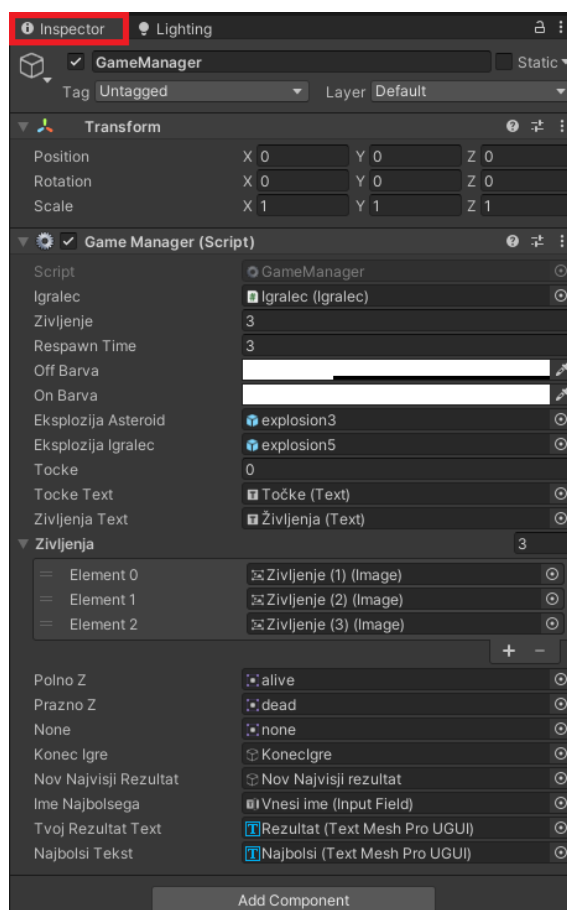 Inspector Lighting
GameManager Static
Tag Untagged Layer Default
Transform
Position X 0 Y 0 Z 0
Rotation X 0 Y 0 Z 0
Scale X 1 Y 1 Z 1
Game Manager (Script)
Script GameManager
Igralec Igralec (Igralec)
Zivljenje 3
Respawn Time 3
Off Barva
On Barva
Eksplozija Asteroid explosion3
Eksplozija Igralec explosion5
Tocke 0
Tocke Text Točke (Text)
Zivljenja Text Življenja (Text)
Zivljenja 3
Element 0 Zivljenje (1) (Image)
Element 1 Zivljenje (2) (Image)
Element 2 Zivljenje (3) (Image)
+ −
Polno Z alive
Prazno Z dead
None none
Konec Igre KonecIgre
Nov Najvisji Rezultat Nov Najvisji rezultat
Ime Najbolsega Vnesi ime (Input Field)
Tvoj Rezultat Text Rezultat (Text Mesh Pro UGUI)
Najbolsi Tekst Najbolsi (Text Mesh Pro UGUI)
Add Component